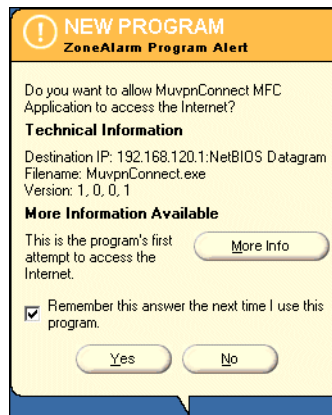 NEW PROGRAM
ZoneAlarm Program Alert
Do you want to allow MuvpnConnect MFC
Application to access the Internet?
Technical Information
Destination IP: 192.168.120.1:NetBIOS Datagram
Filename: MuvpnConnect.exe
Version: 1, 0, 0, 1
More Information Available
This is the program's first
attempt to access the
Internet.
More Info
Remember this answer the next time I use this
program.
Yes
No